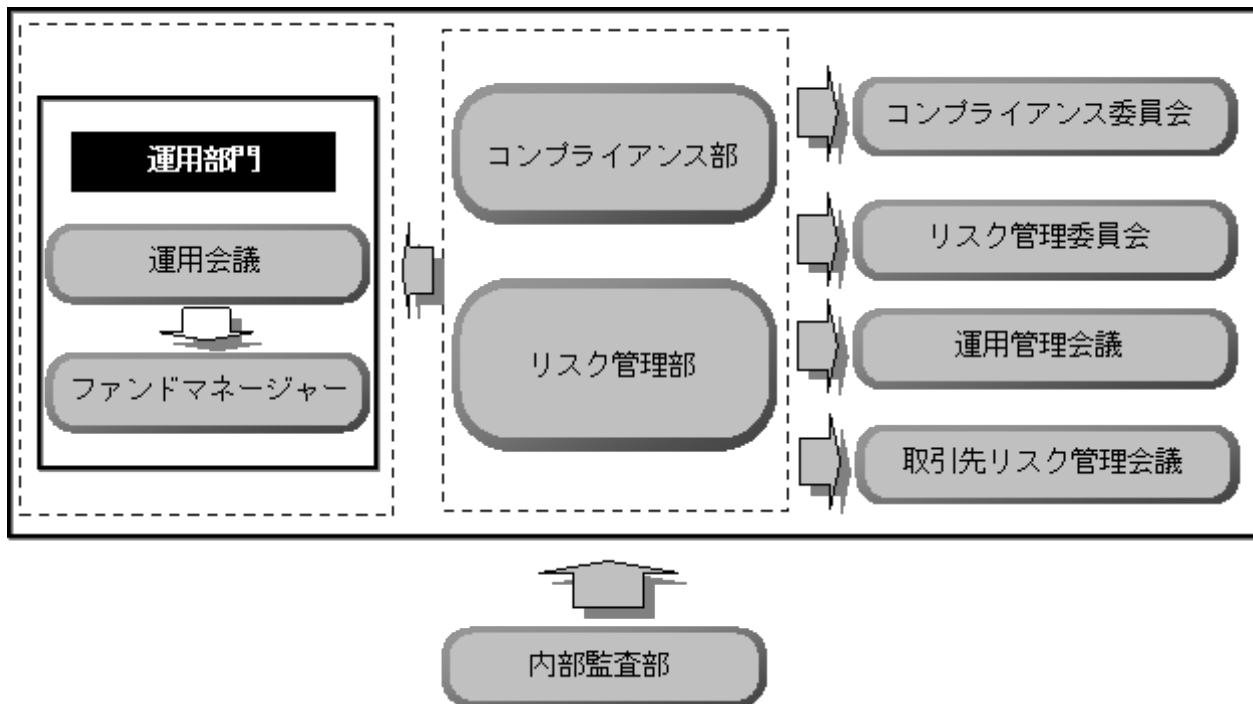 運用部門
運用会議
ファンドマネージャー
コンプライアンス部
リスク管理部
コンプライアンス委員会
リスク管理委員会
運用管理会議
取引先リスク管理会議
内部監査部